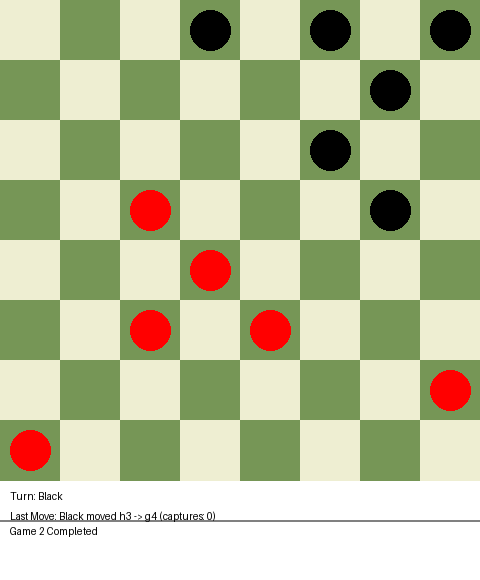 Turn: Black
Last Move: Black moved h3 -> g4 (captures: 0)
Game 2 Completed